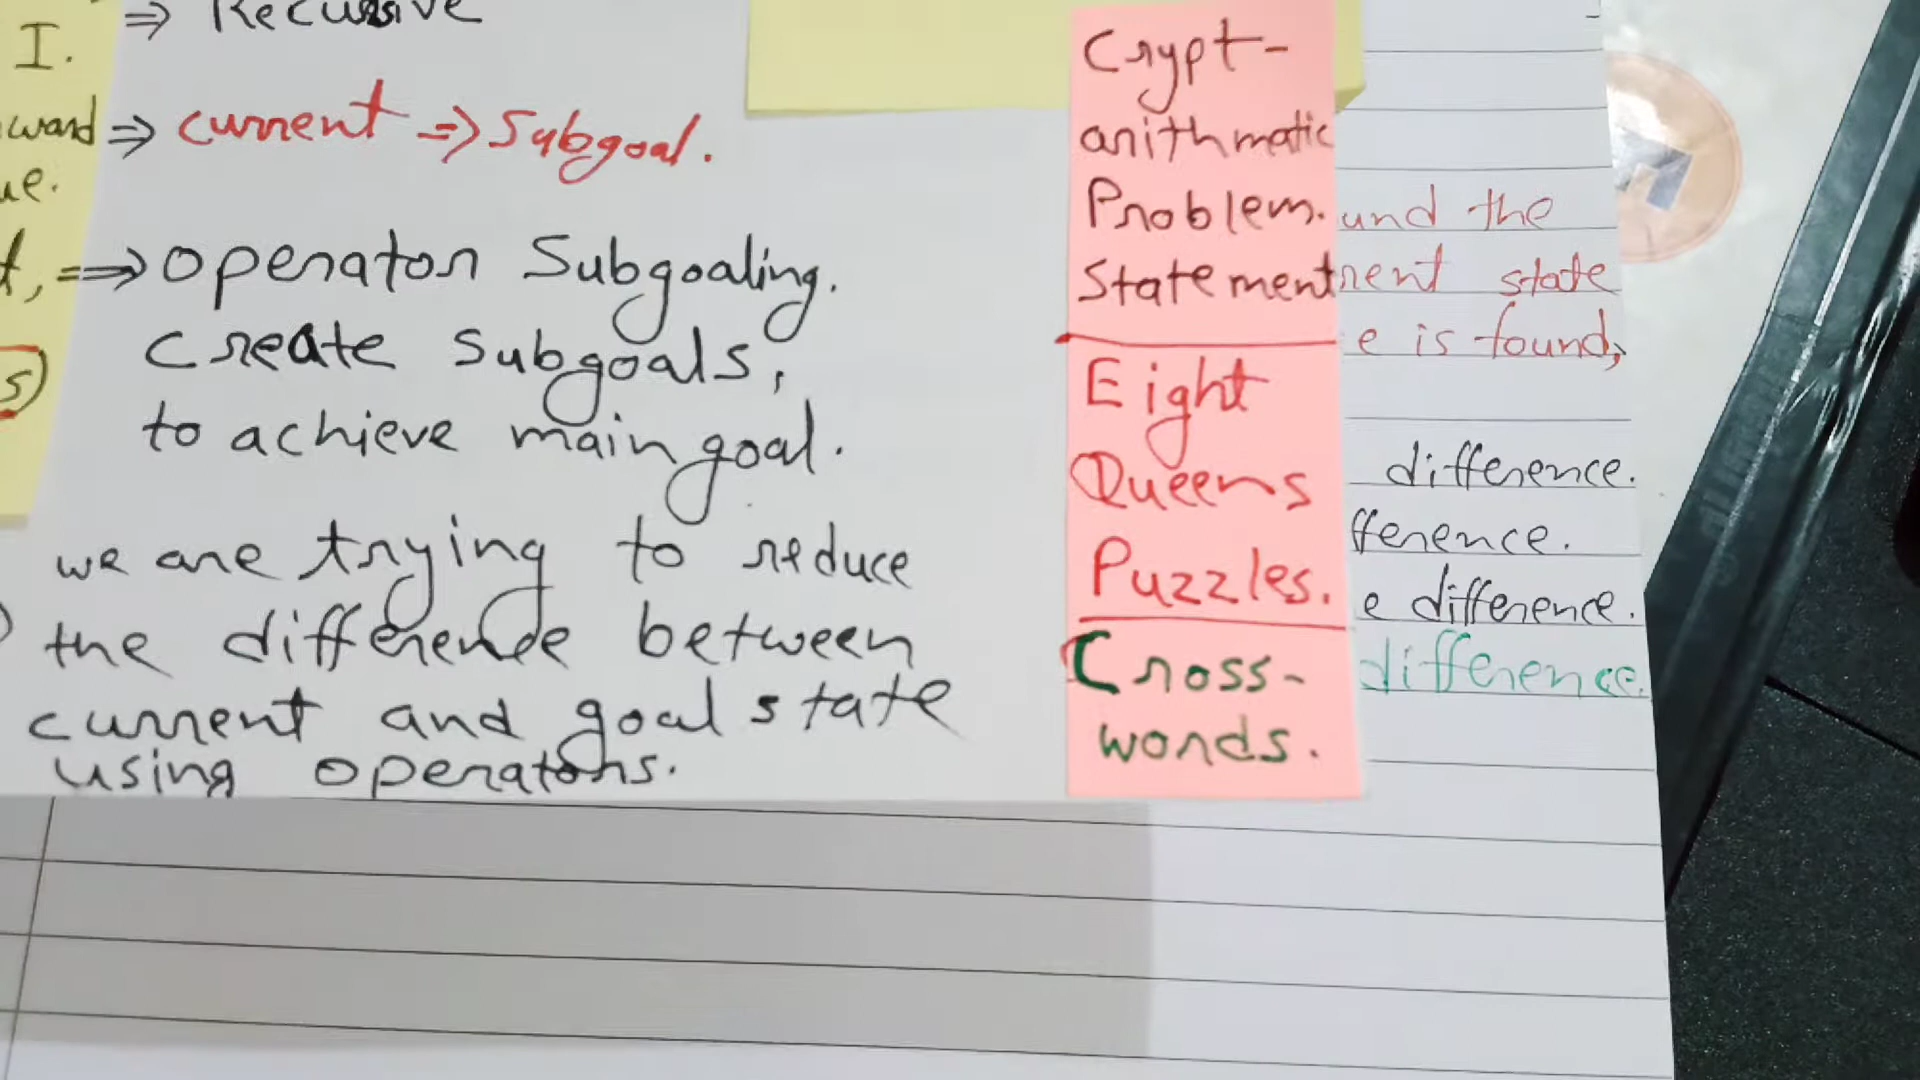 I.
⇒ Recursive
ward ⇒ current ⇒ Subgoal.
ue.
t, ⇒ operator Subgoaling.
create subgoals,
s)
to achieve main goal.
we are trying to reduce
the difference between
current and goal state
using operators.
Crypt-
arithmatic
Problem.
Statement
Eight
Queens
Puzzles.
Cross-
words.
und the
rent state
e is found,
difference.
fference.
e difference.
difference.